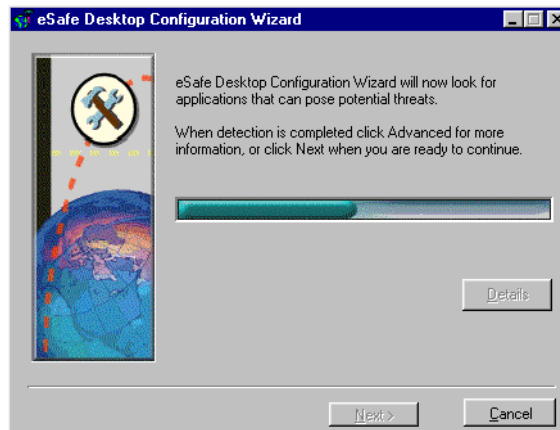 eSafe Desktop Configuration Wizard
eSafe Desktop Configuration Wizard will now look for
applications that can pose potential threats.
When detection is completed click Advanced for more
information, or click Next when you are ready to continue.
Details
Next >
Cancel